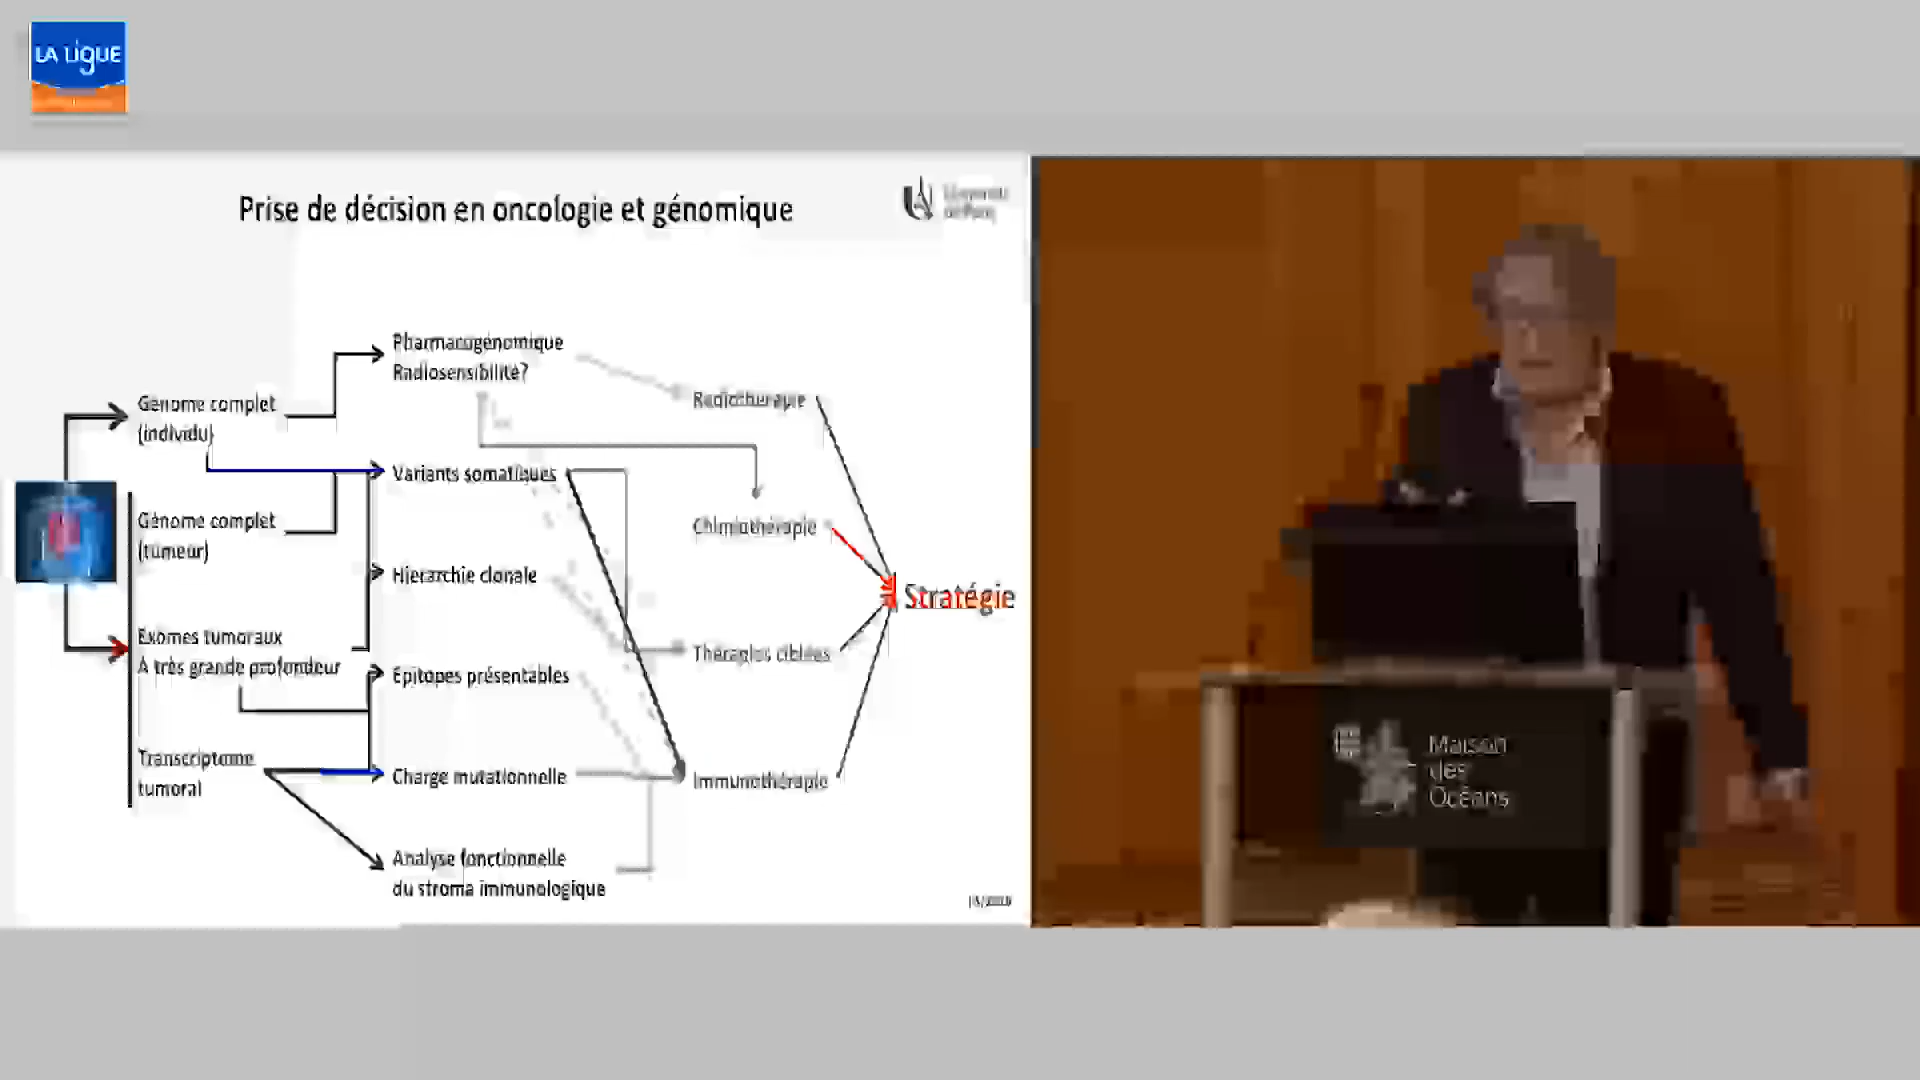 LA LIGUE
Prise de décision en oncologie et génomique
Pharmacogénomique
Radiosensibilité?
Génome complet
(individu)
Radiothérapie
Variants somatiques
Génome complet
(tumeur)
Chimiothérapie
Hiérarchie clonale
Stratégie
Exomes tumoraux
A très grande profondeur
Thérapies ciblées
Epitopes présentables
Transcriptome
tumoral
Charge mutationnelle
Immunothérapie
Analyse fonctionnelle
du stroma immunologique
Maison
des
Océans